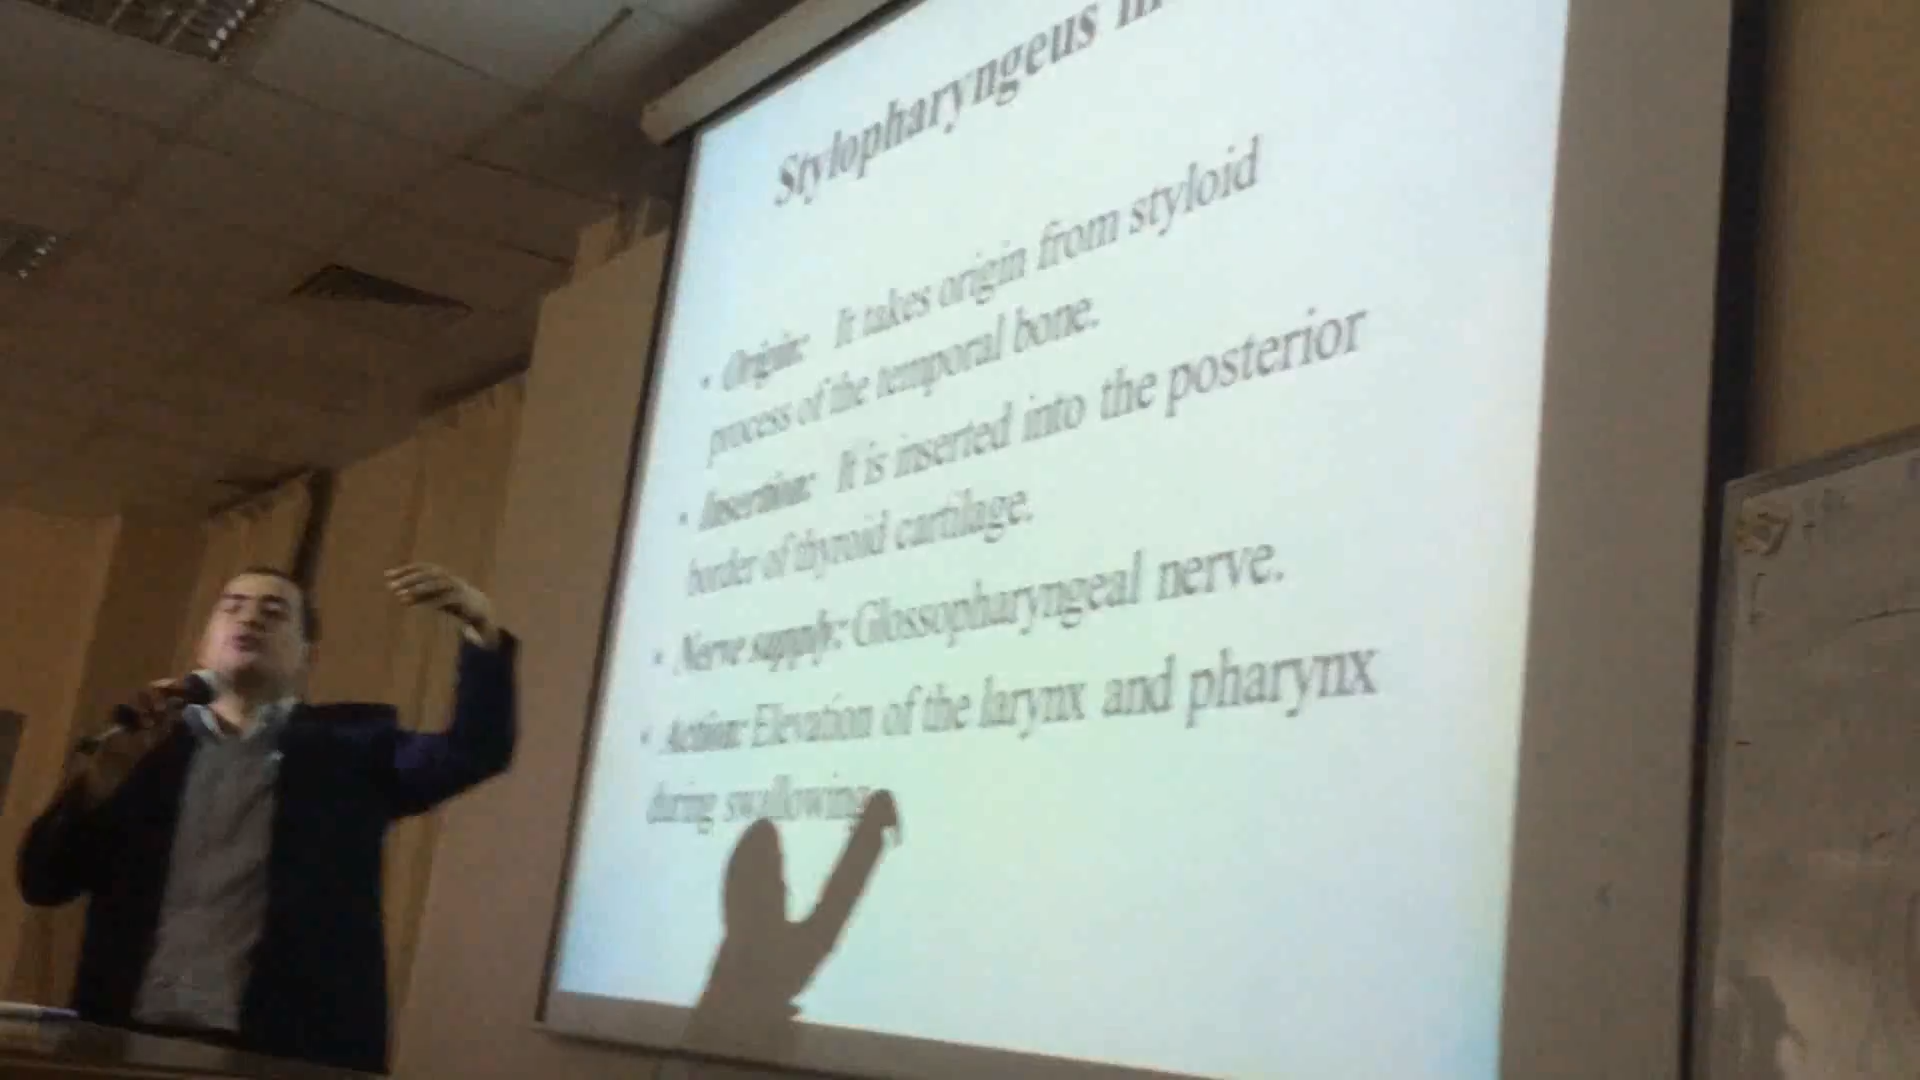 Stylopharyngeus
• Origin: It takes origin from styloid
process of the temporal bone.
• Insertion: It is inserted into the posterior
border of thyroid cartilage.
• Nerve supply: Glossopharyngeal nerve.
• Action: Elevation of the larynx and pharynx
during swallowing